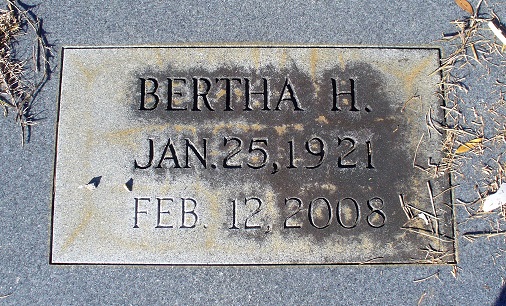 BERTHA H.
JAN.25,1921
FEB. 12,2008